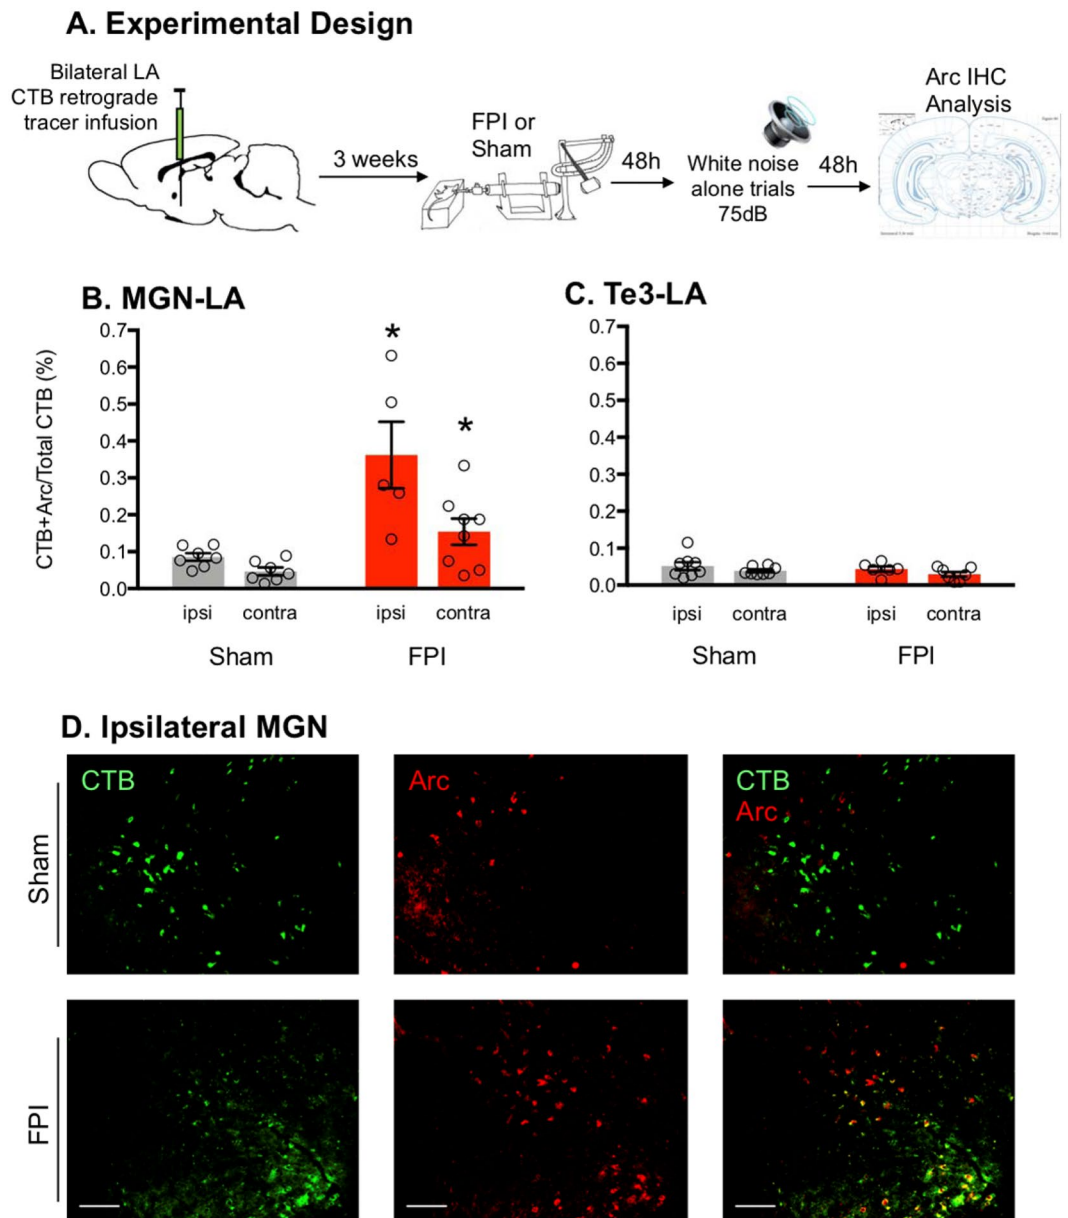 A. Experimental Design
Bilateral LA
CTB retrograde
tracer infusion
3 weeks
FPI or
Sham
48h
White noise
alone trials
75dB
48h
Arc IHC
Analysis
B. MGN-LA
CTB+Arc/Total CTB (%)
0.7
0.6
0.5
0.4
0.3
0.2
0.1
0.0
*
*
ipsi contra ipsi contra
Sham FPI
C. Te3-LA
0.7
0.6
0.5
0.4
0.3
0.2
0.1
0.0
ipsi contra ipsi contra
Sham FPI
D. Ipsilateral MGN
Sham
CTB
Arc
CTB
Arc
FPI